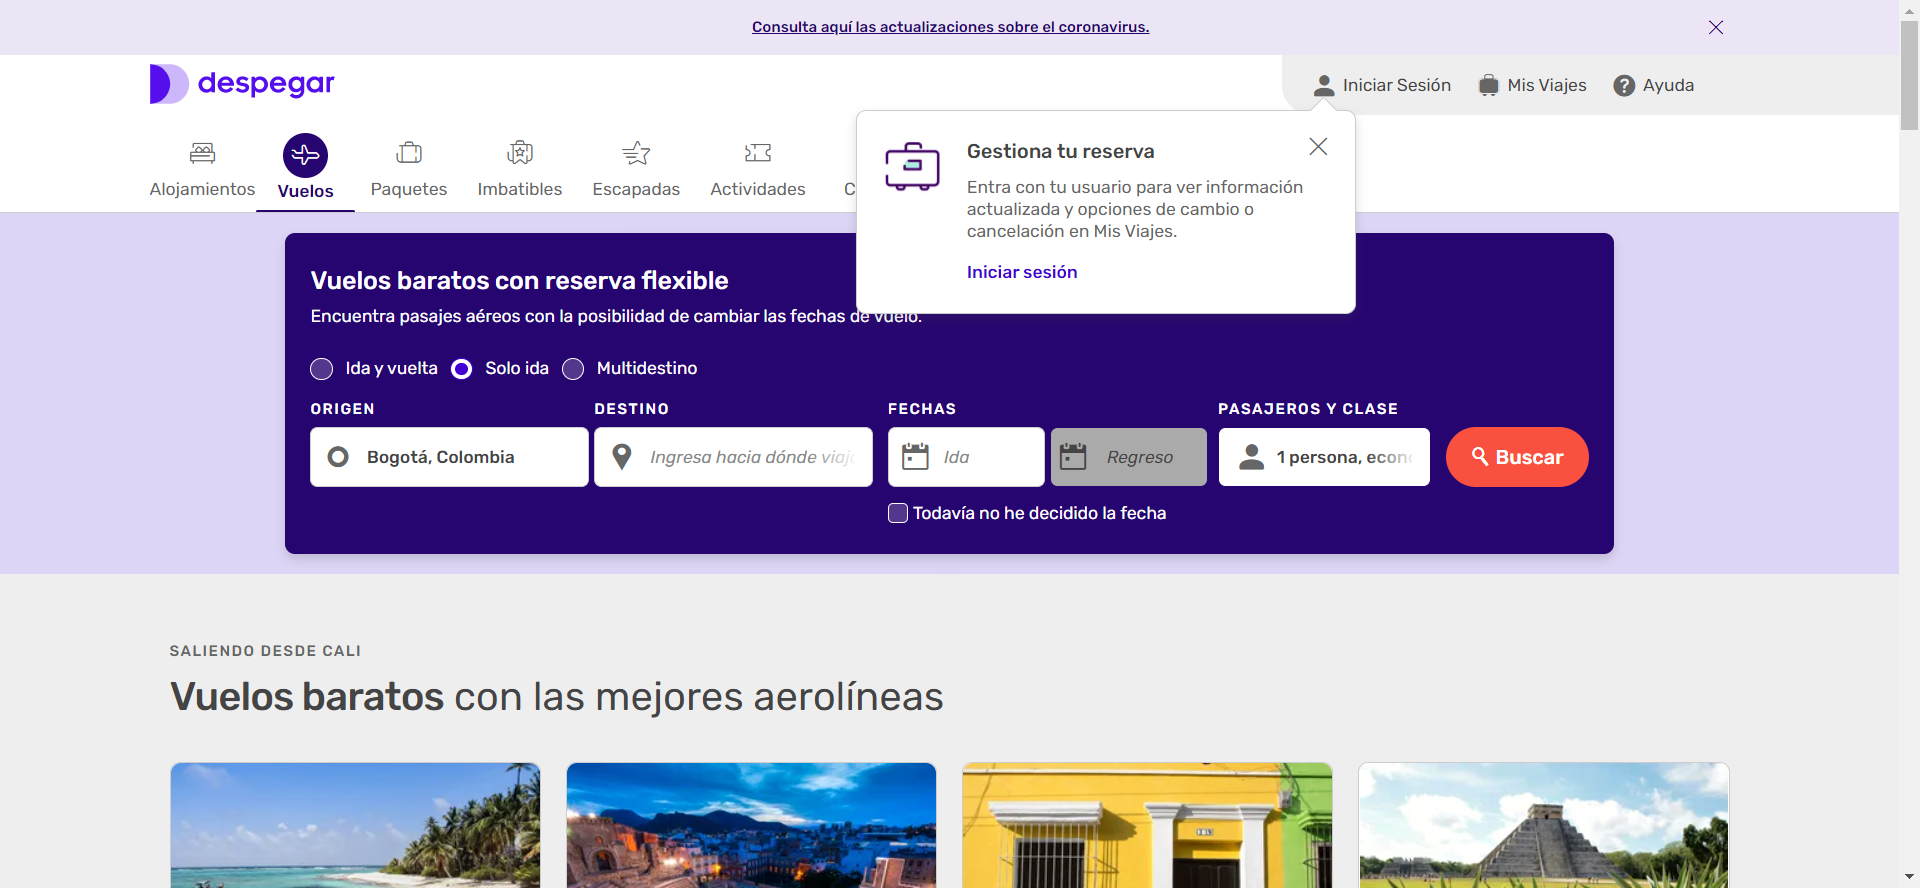 Consulta aquí las actualizaciones sobre el coronavirus.
despegar
Iniciar Sesión
Mis Viajes
Ayuda
Alojamientos
Vuelos
Paquetes
Imbatibles
Escapadas
Actividades
C
Gestiona tu reserva
Entra con tu usuario para ver información
actualizada y opciones de cambio o
cancelación en Mis Viajes.
Iniciar sesión
Vuelos baratos con reserva flexible
Encuentra pasajes aéreos con la posibilidad de cambiar las fechas de vuelo.
Ida y vuelta
Solo ida
Multidestino
ORIGEN
DESTINO
FECHAS
PASAJEROS Y CLASE
Bogotá, Colombia
Ingresa hacia dónde viaj
Ida
Regreso
1 persona, econ
Buscar
Todavía no he decidido la fecha
SALIENDO DESDE CALI
Vuelos baratos con las mejores aerolíneas